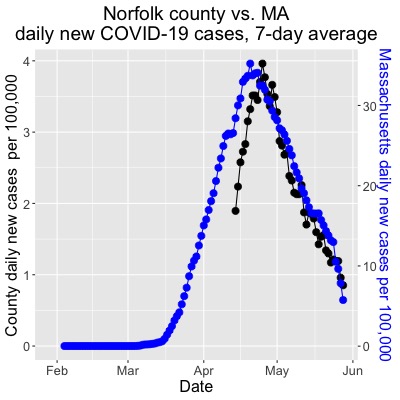 Norfolk county vs. MA
daily new COVID-19 cases, 7-day average
County daily new cases per 100,000
4
3
2
1
0
Massachusetts daily new cases per 100,000
30
20
10
0
Feb Mar Apr May Jun
Date